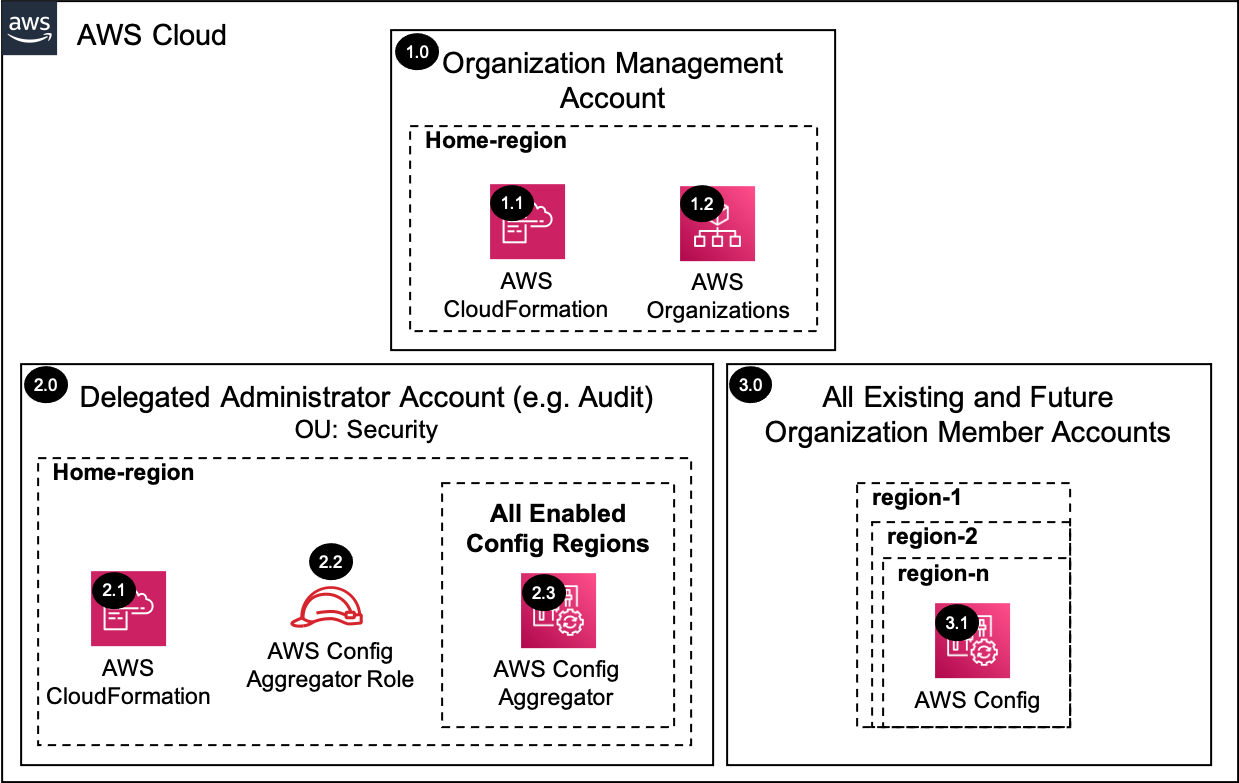 aws
AWS Cloud
1.0
Organization Management
Account
Home-region
1.1
1.2
AWS
CloudFormation
AWS
Organizations
2.0
Delegated Administrator Account (e.g. Audit)
OU: Security
Home-region
2.1
AWS
CloudFormation
2.2
AWS Config
Aggregator Role
All Enabled
Config Regions
2.3
AWS Config
Aggregator
3.0
All Existing and Future
Organization Member Accounts
region-1
region-2
region-n
3.1
AWS Config